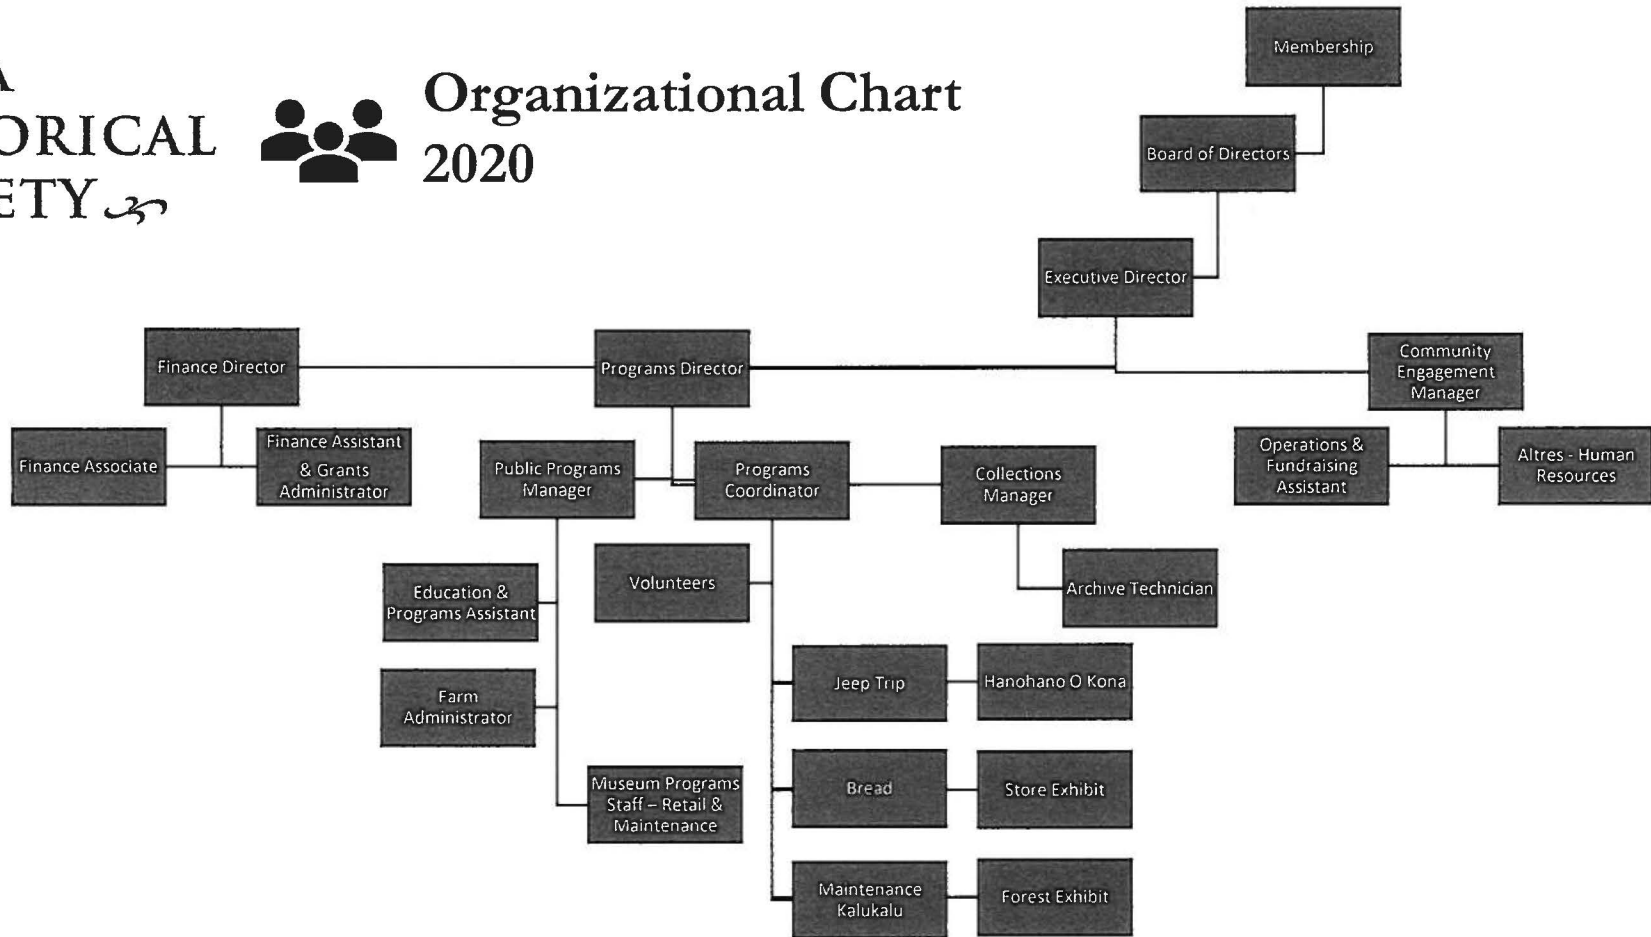 A
ORICAL
ETY
Organizational Chart
2020
Membership
Board of Directors
Executive Director
Finance Director
Programs Director
Community
Engagement
Manager
Finance Associate
Finance Assistant
& Grants
Administrator
Public Programs
Manager
Programs
Coordinator
Collections
Manager
Operations &
Fundraising
Assistant
Altres - Human
Resources
Education &
Programs Assistant
Volunteers
Archive Technician
Farm
Administrator
Jeep Trip
Hanohano O Kona
Museum Programs
Staff – Retail &
Maintenance
Bread
Store Exhibit
Maintenance
Kalukalu
Forest Exhibit